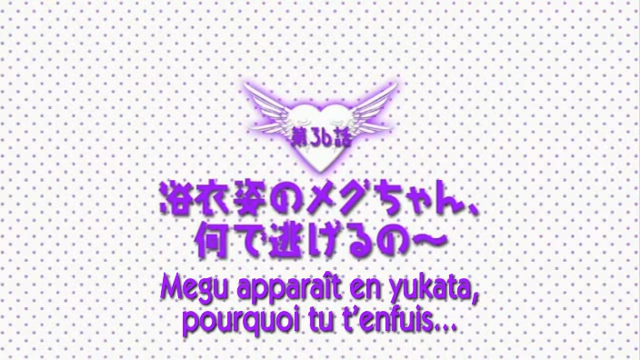 第36話
浴衣姿のメグちゃん、
何で逃げるの～
Megu apparaît en yukata,
pourquoi tu t'enfuis...